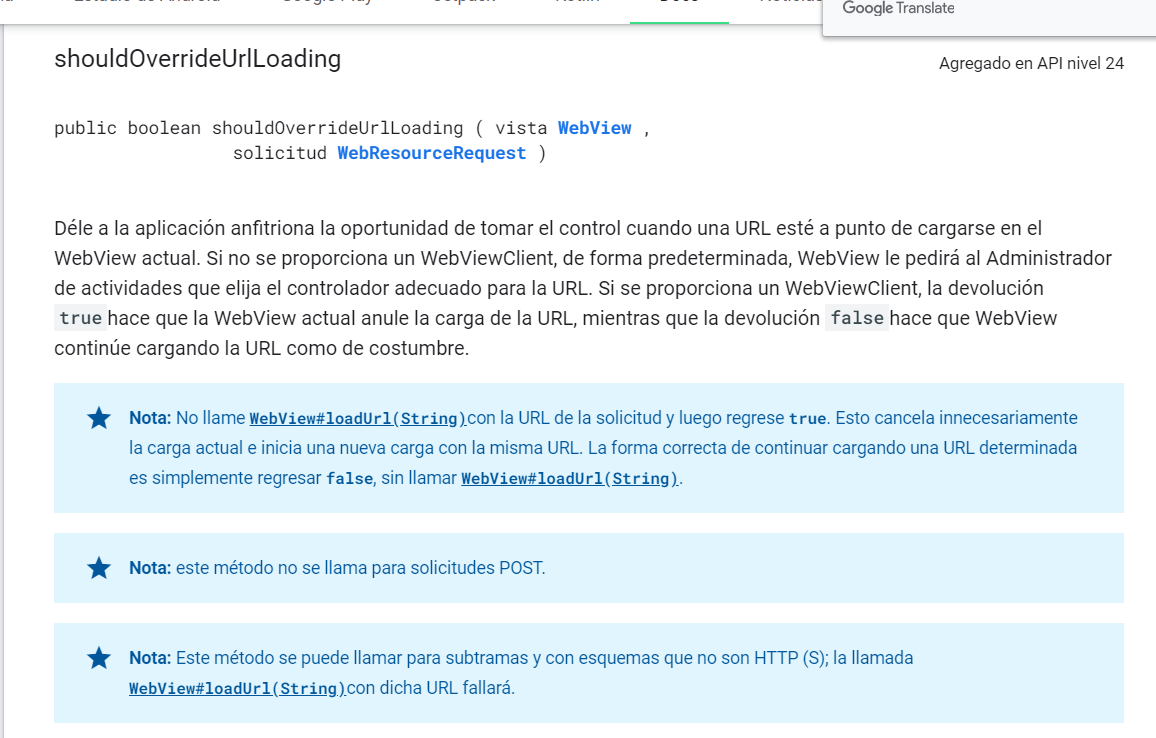 Google Translate
shouldOverrideUrlLoading
Agregado en API nivel 24
public boolean shouldOverrideUrlLoading ( vista WebView ,
solicitud WebResourceRequest )
Déle a la aplicación anfitriona la oportunidad de tomar el control cuando una URL esté a punto de cargarse en el
WebView actual. Si no se proporciona un WebViewClient, de forma predeterminada, WebView le pedirá al Administrador
de actividades que elija el controlador adecuado para la URL. Si se proporciona un WebViewClient, la devolución
true hace que la WebView actual anule la carga de la URL, mientras que la devolución false hace que WebView
continúe cargando la URL como de costumbre.
Nota: No llame WebView#loadUrl(String)con la URL de la solicitud y luego regrese true. Esto cancela innecesariamente
la carga actual e inicia una nueva carga con la misma URL. La forma correcta de continuar cargando una URL determinada
es simplemente regresar false, sin llamar WebView#loadUrl(String).
Nota: este método no se llama para solicitudes POST.
Nota: Este método se puede llamar para subtramas y con esquemas que no son HTTP (S); la llamada
WebView#loadUrl(String)con dicha URL fallará.